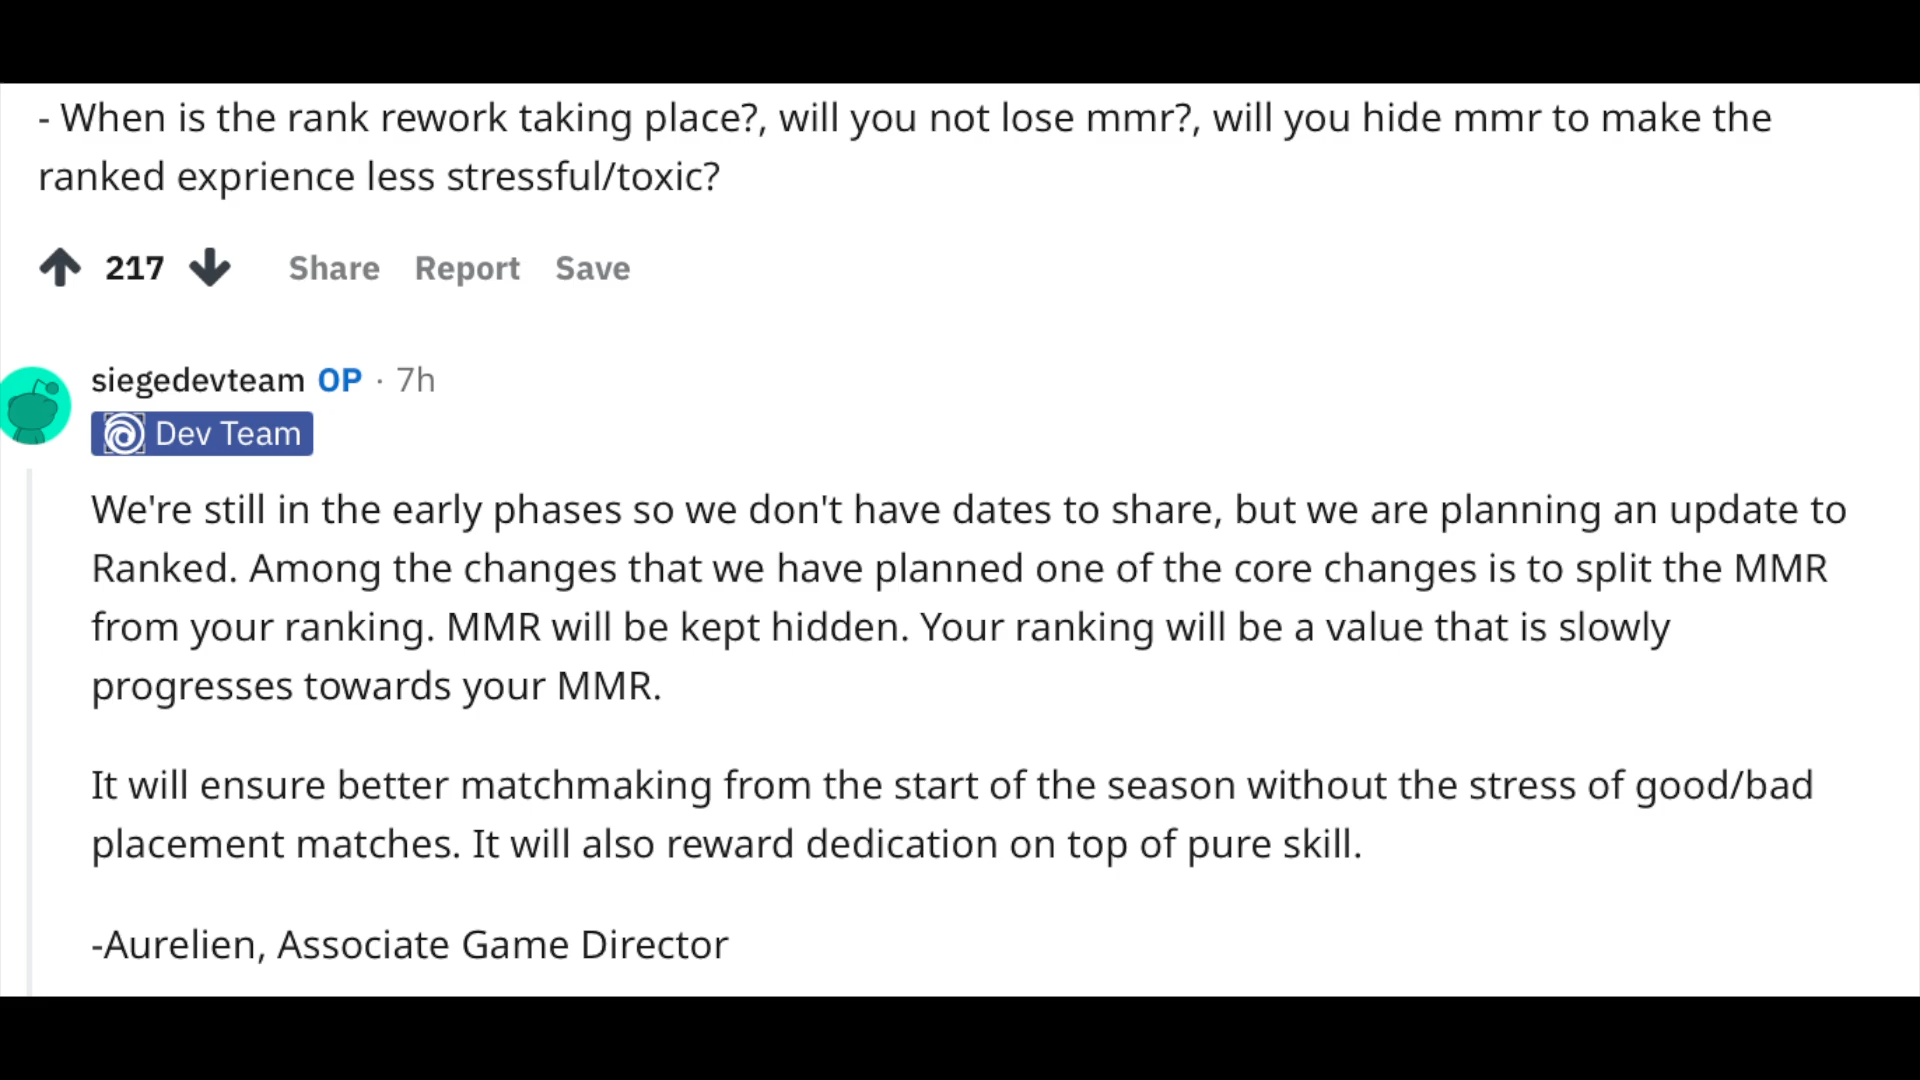 - When is the rank rework taking place?, will you not lose mmr?, will you hide mmr to make the
ranked exprience less stressful/toxic?
217 Share Report Save
siegedevteam OP · 7h
Dev Team
We're still in the early phases so we don't have dates to share, but we are planning an update to
Ranked. Among the changes that we have planned one of the core changes is to split the MMR
from your ranking. MMR will be kept hidden. Your ranking will be a value that is slowly
progresses towards your MMR.
It will ensure better matchmaking from the start of the season without the stress of good/bad
placement matches. It will also reward dedication on top of pure skill.
-Aurelien, Associate Game Director